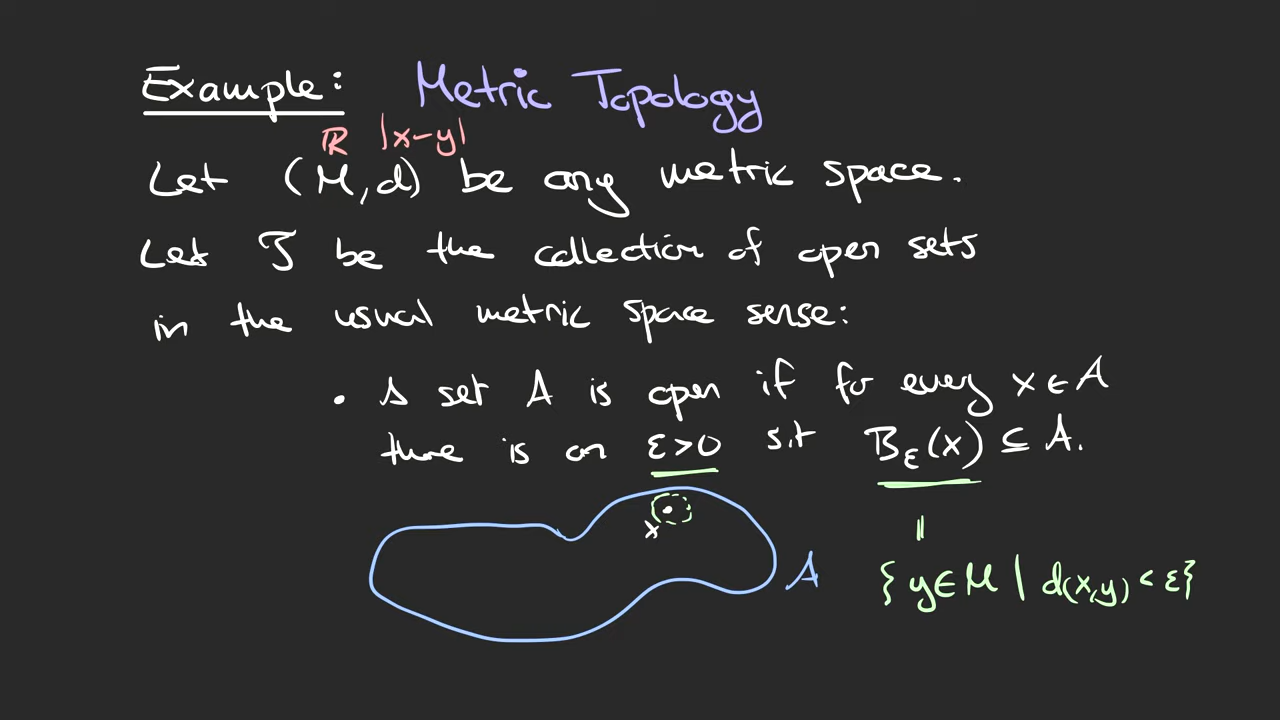 Example: Metric Topology
ℝ |x-y|
Let (M,d) be any metric space.
Let 𝒯 be the collection of open sets
in the usual metric space sense:
• A set A is open if for every x∈A
there is an ε>0 s.t B_ε(x) ⊆ A.
x
A
||
{ y∈M | d(x,y) < ε}